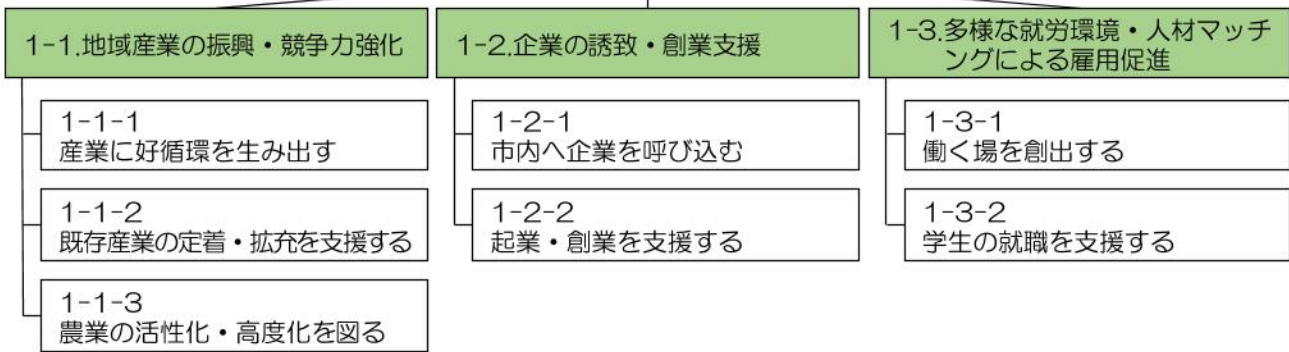 1-1.地域産業の振興・競争力強化
1-1-1
産業に好循環を生み出す
1-1-2
既存産業の定着・拡充を支援する
1-1-3
農業の活性化・高度化を図る
1-2.企業の誘致・創業支援
1-2-1
市内へ企業を呼び込む
1-2-2
起業・創業を支援する
1-3.多様な就労環境・人材マッチ
ングによる雇用促進
1-3-1
働く場を創出する
1-3-2
学生の就職を支援する